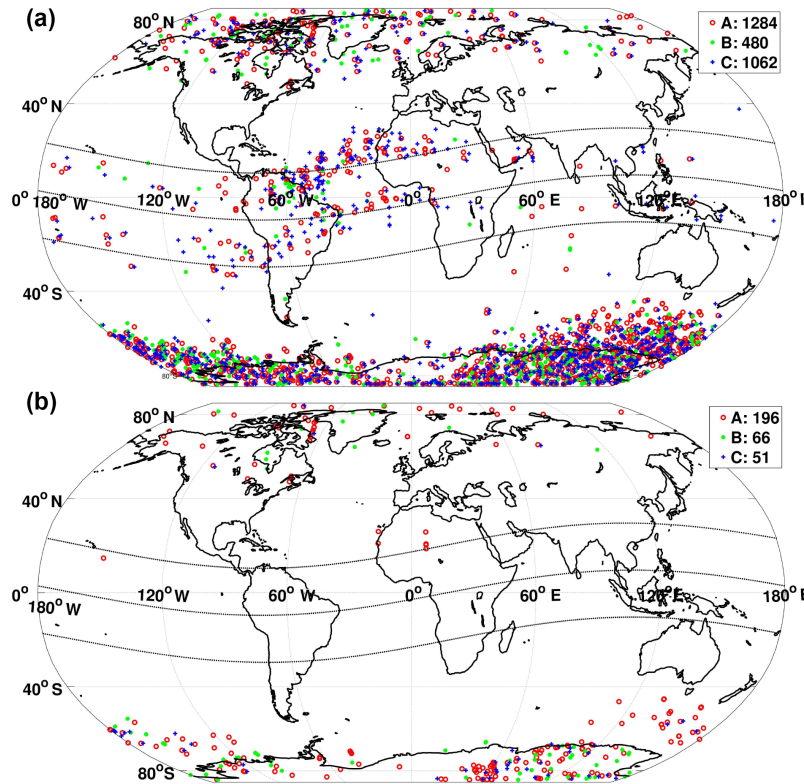 (a)
A: 1284
B: 480
C: 1062
80° N
40° N
0°
180° W
120° W
60° W
0°
60° E
120° E
180° E
40° S
80° S
(b)
A: 196
B: 66
C: 51
80° N
40° N
0°
180° W
120° W
60° W
0°
60° E
120° E
180° E
40° S
80° S